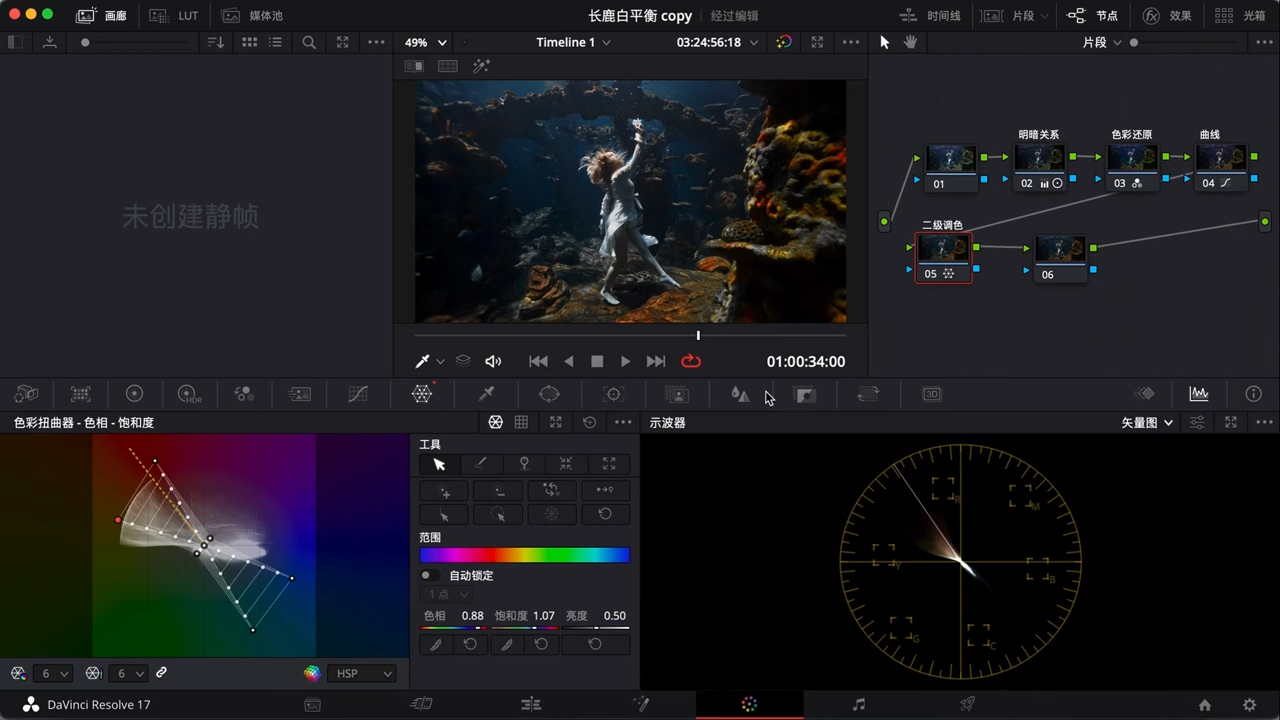 画廊
LUT
媒体池
长鹿白平衡 copy
经过编辑
时间线
片段
节点
效果
光箱
49%
Timeline 1
03:24:56:18
片段
未创建静帧
明暗关系
色彩还原
曲线
01
02
03
04
二级调色
05
06
01:00:34:00
HDR
3D
色彩扭曲器 - 色相 - 饱和度
示波器
矢量图
工具
范围
自动锁定
1 点
色相 0.88 饱和度 1.07 亮度 0.50
R
M
Y
B
G
C
6
6
HSP
DaVinci Resolve 17